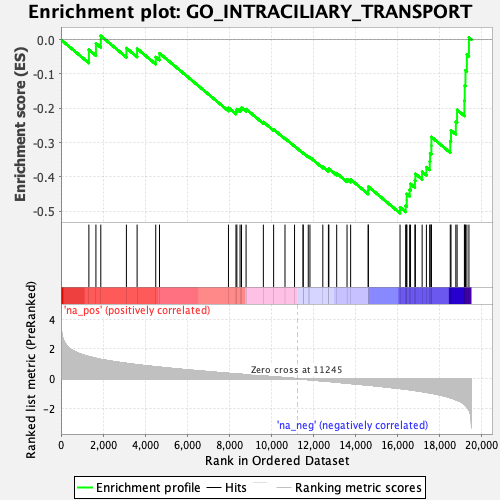 Enrichment plot: GO_INTRACILIARY_TRANSPORT
Enrichment score (ES)
0.0
-0.1
-0.2
-0.3
-0.4
-0.5
'na_pos' (positively correlated)
Ranked list metric (PreRanked)
4
2
0
-2
Zero cross at 11245
'na_neg' (negatively correlated)
0
2,000
4,000
6,000
8,000
10,000
12,000
14,000
16,000
18,000
20,000
Rank in Ordered Dataset
Enrichment profile
Hits
Ranking metric scores